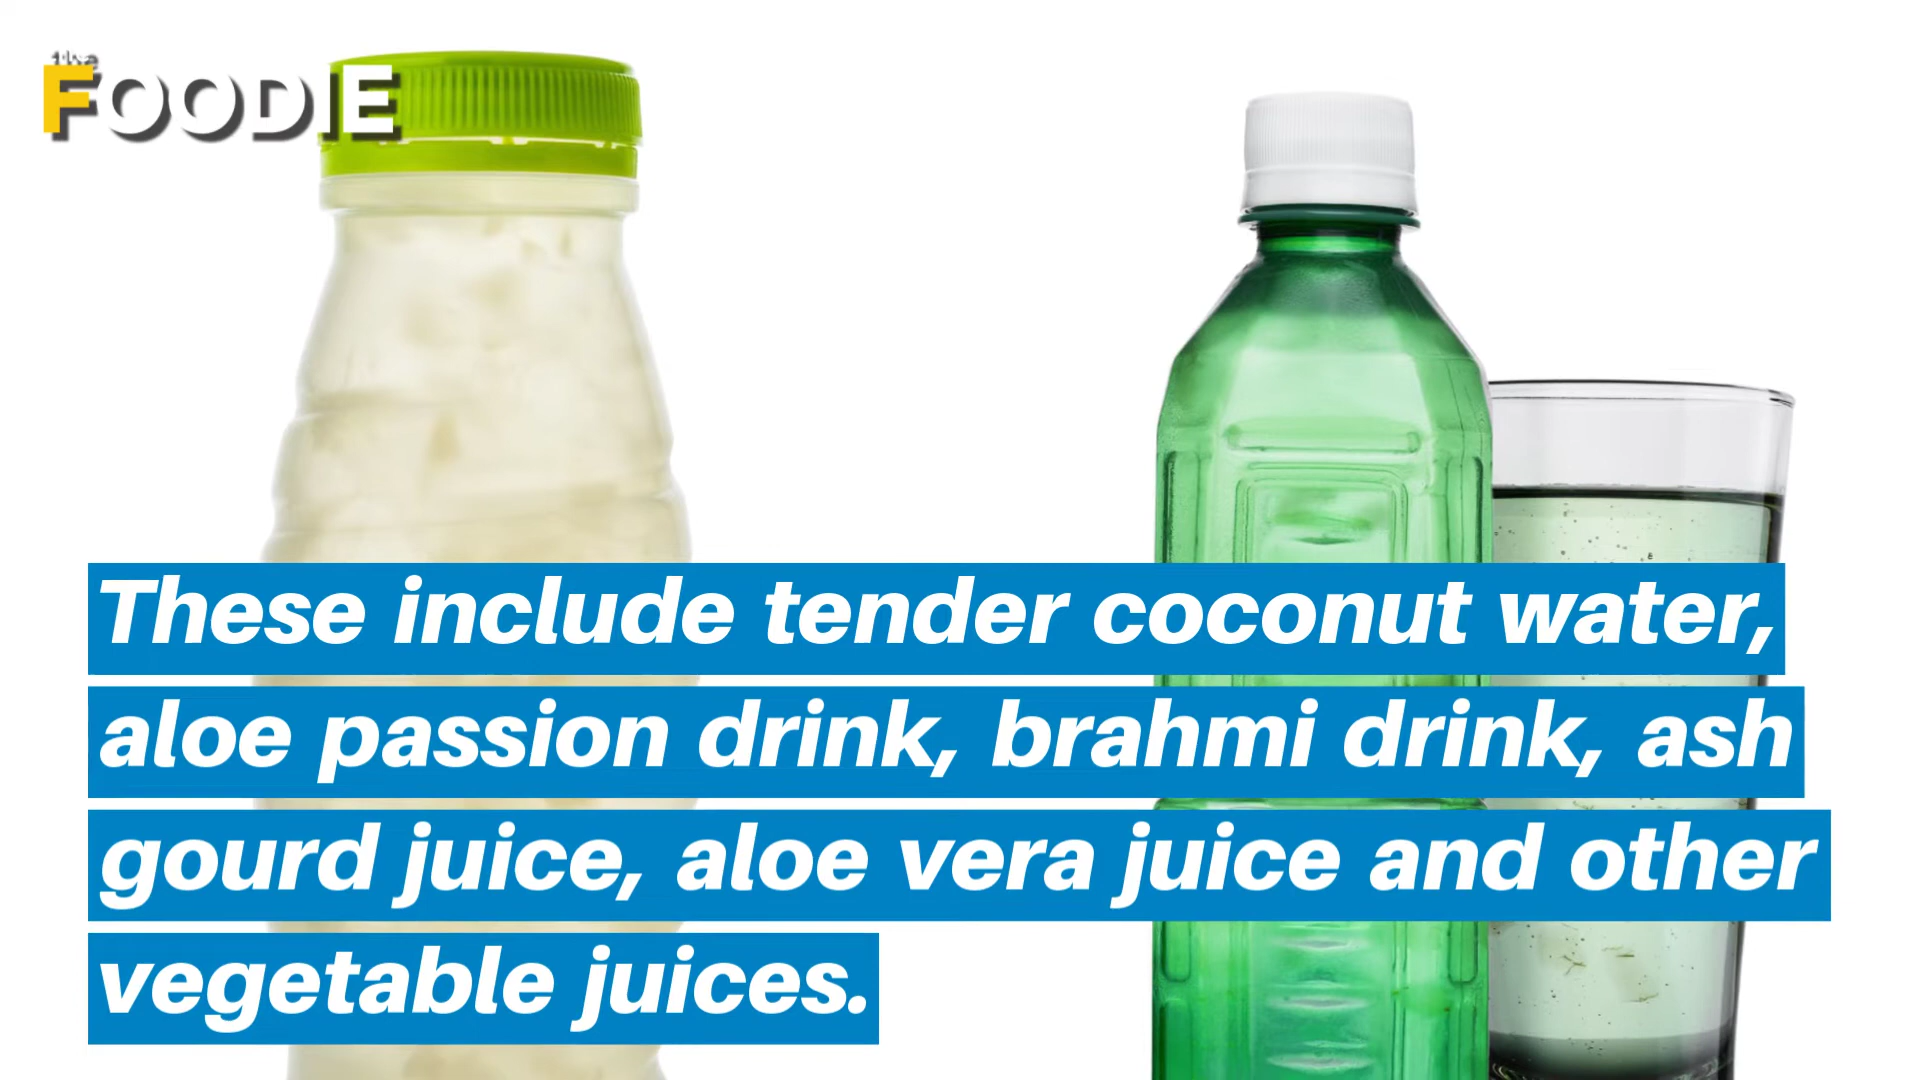 the
FOODIE
These include tender coconut water,
aloe passion drink, brahmi drink, ash
gourd juice, aloe vera juice and other
vegetable juices.